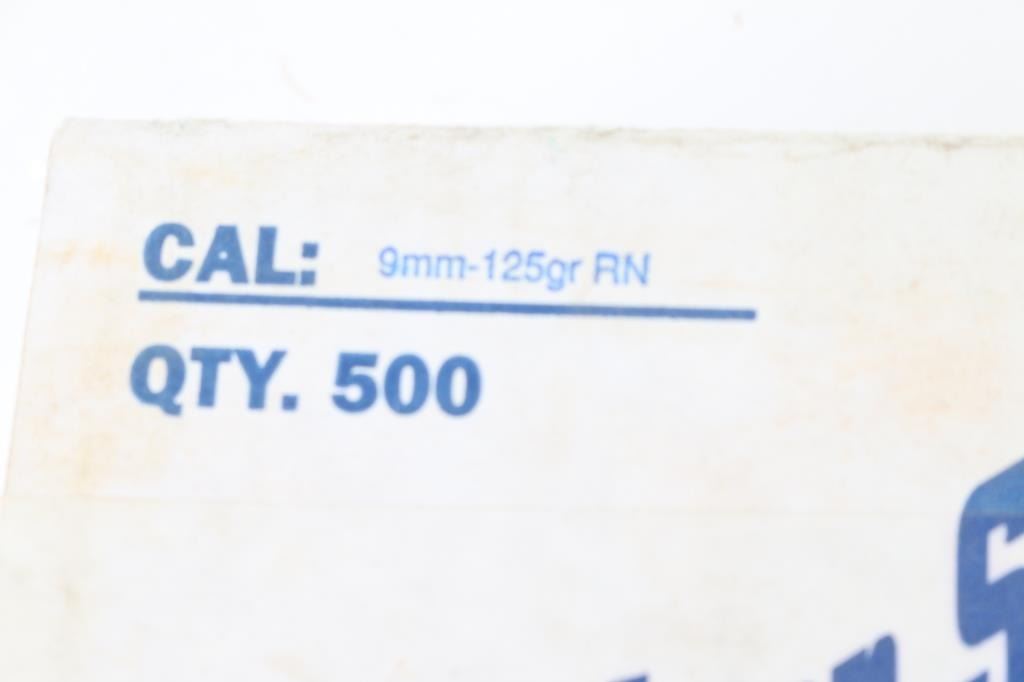 CAL: 9mm-125gr RN
QTY. 500